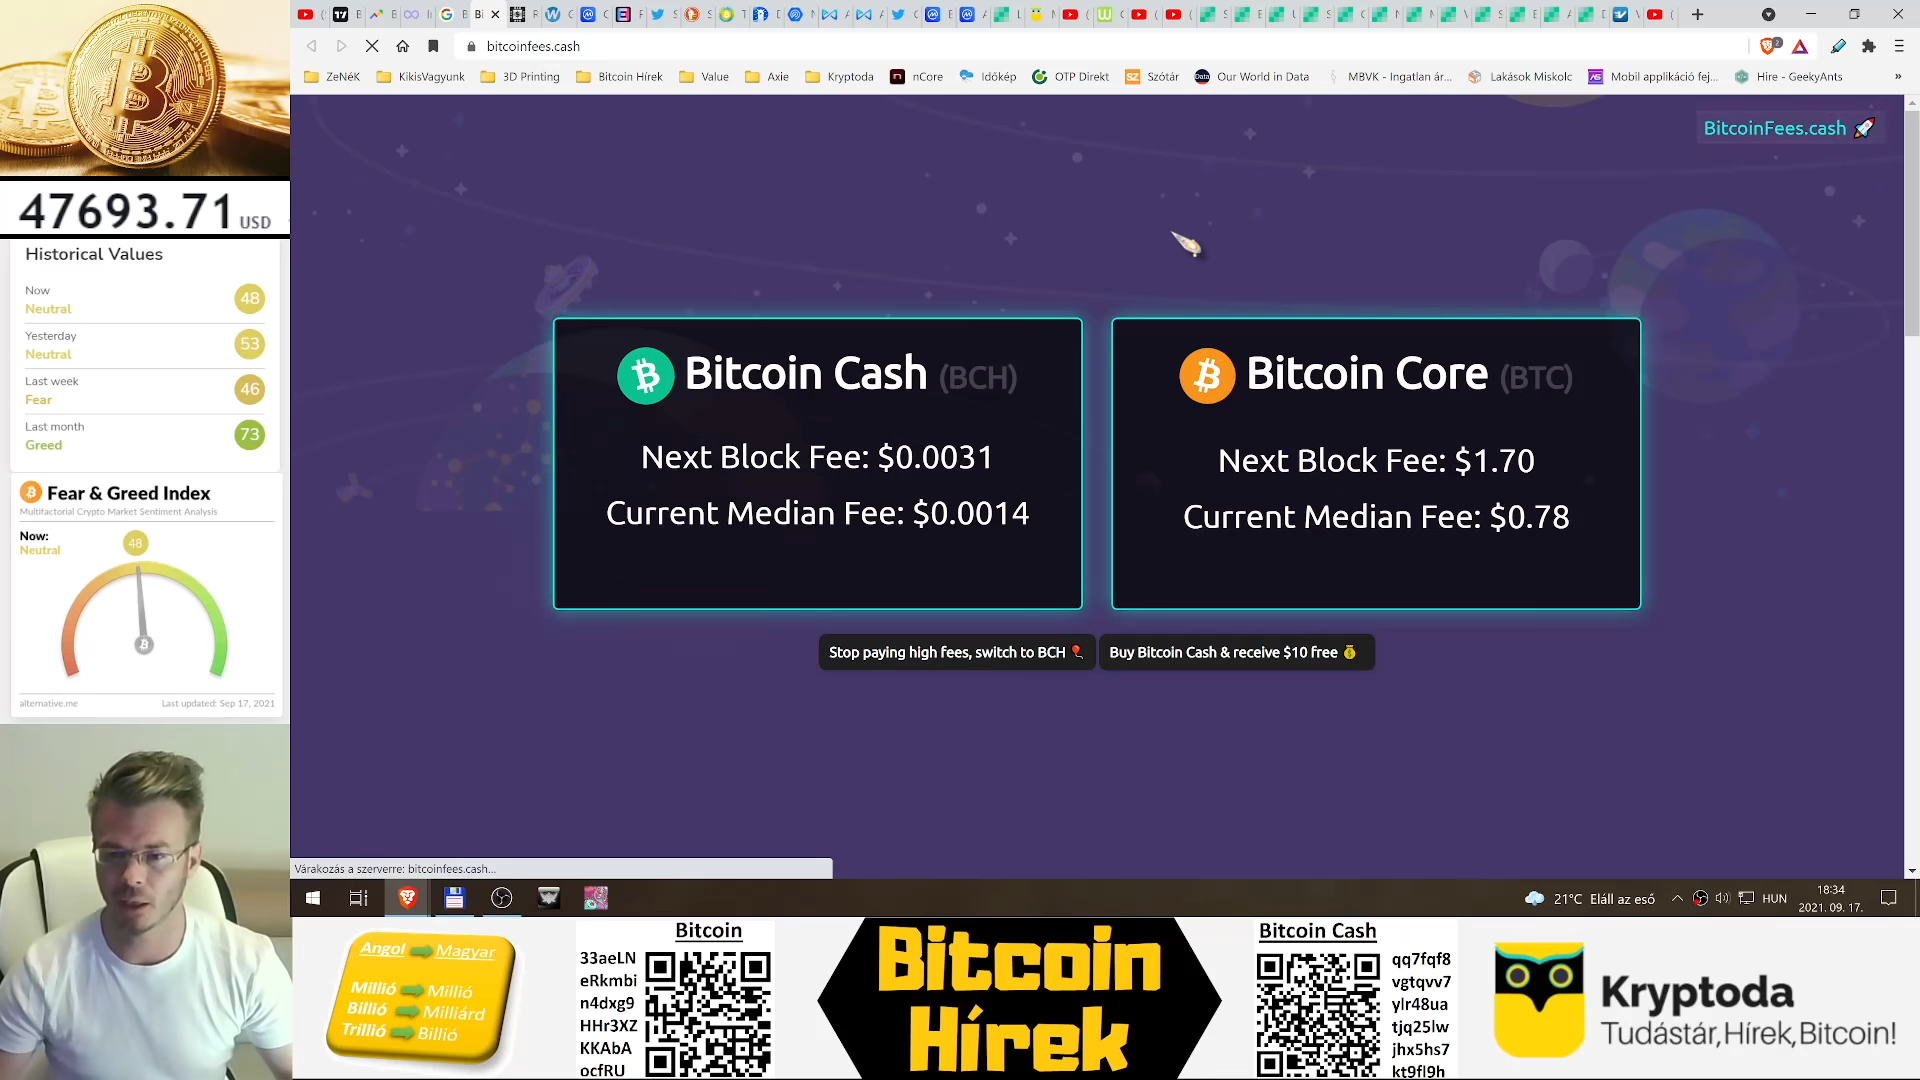 bitcoinfees.cash
ZeNéK
KikisVagyunk
3D Printing
Bitcoin Hírek
Value
Axie
Kryptoda
nCore
Időkép
OTP Direkt
Szótár
Our World in Data
MBVK - Ingatlan ár...
Lakások Miskolc
Mobil applikáció fej...
Hire - GeekyAnts
»
BitcoinFees.cash
47693.71 USD
Historical Values
Now
Neutral
48
Yesterday
Neutral
53
Last week
Fear
46
Last month
Greed
73
Fear & Greed Index
Multifactorial Crypto Market Sentiment Analysis
Now:
Neutral
48
alternative.me
Last updated: Sep 17, 2021
Bitcoin Cash (BCH)
Next Block Fee: $0.0031
Current Median Fee: $0.0014
Bitcoin Core (BTC)
Next Block Fee: $1.70
Current Median Fee: $0.78
Stop paying high fees, switch to BCH
Buy Bitcoin Cash & receive $10 free
Várakozás a szerverre: bitcoinfees.cash...
21°C Eláll az eső
HUN
18:34
2021. 09. 17.
Angol Magyar
Millió Millió
Billió Milliárd
Trillió Billió
Bitcoin
33aeLN
eRkmbi
n4dxg9
HHr3XZ
KKAbA
ocfRU
Bitcoin
Hírek
Bitcoin Cash
qq7fqf8
vgtqvv7
ylr48ua
tjq25lw
jhx5hs7
kt9fl9h
Kryptoda
Tudástár,Hírek,Bitcoin!